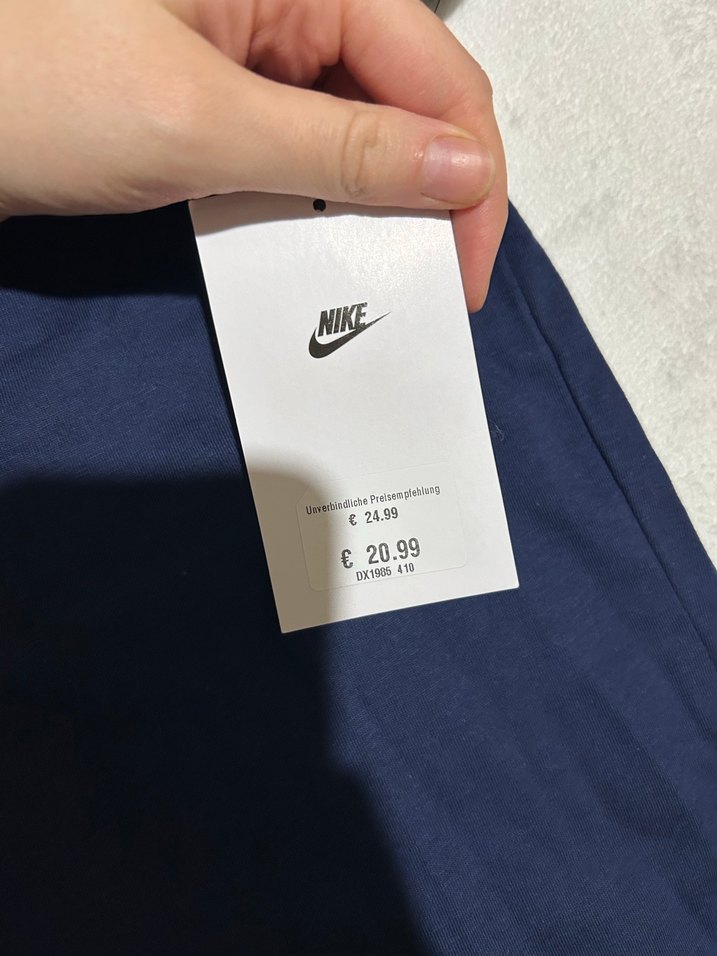 NIKE
Unverbindliche Preisempfehlung
€ 24.99
€ 20.99
DX1985 410